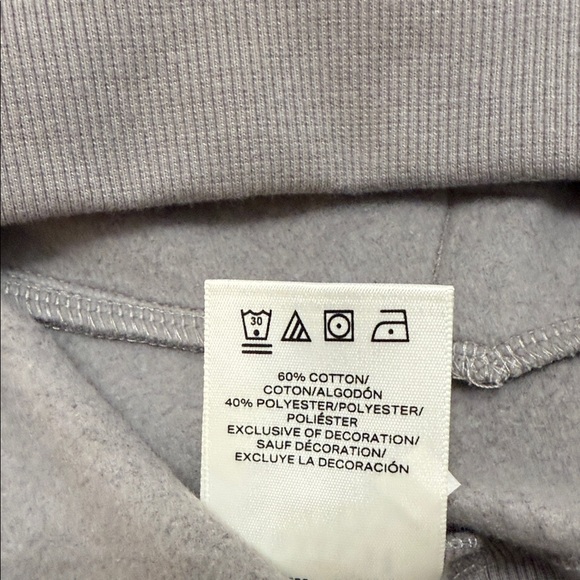 30
60% COTTON/
COTON/ALGODÓN
40% POLYESTER/POLYESTER/
POLIÉSTER
EXCLUSIVE OF DECORATION/
SAUF DÉCORATION/
EXCLUYE LA DECORACIÓN